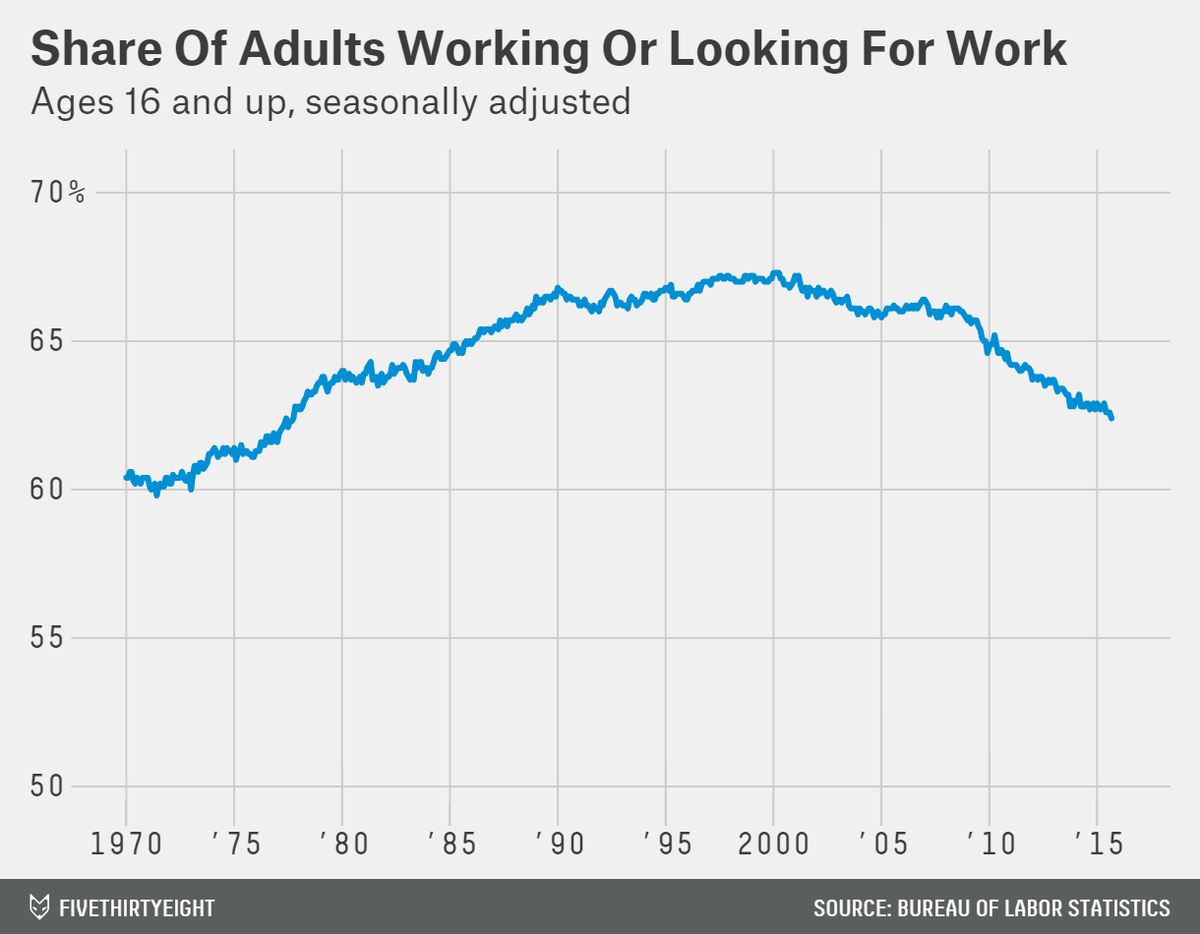 Share Of Adults Working Or Looking For Work
Ages 16 and up, seasonally adjusted
70%
65
60
55
50
1970 ’75 ’80 ’85 ’90 ’95 2000 ’05 ’10 ’15
FIVETHIRTYEIGHT SOURCE: BUREAU OF LABOR STATISTICS